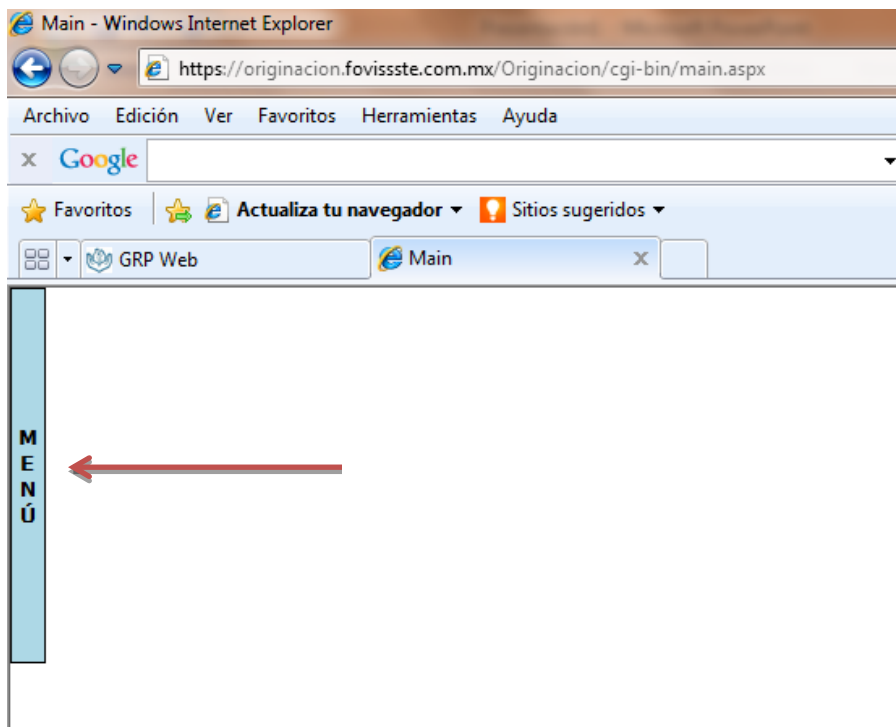 Main - Windows Internet Explorer
https://originacion.fovissste.com.mx/Originacion/cgi-bin/main.aspx
Archivo Edición Ver Favoritos Herramientas Ayuda
x Google
Favoritos Actualiza tu navegador Sitios sugeridos
GRP Web Main x
M
E
N
Ú